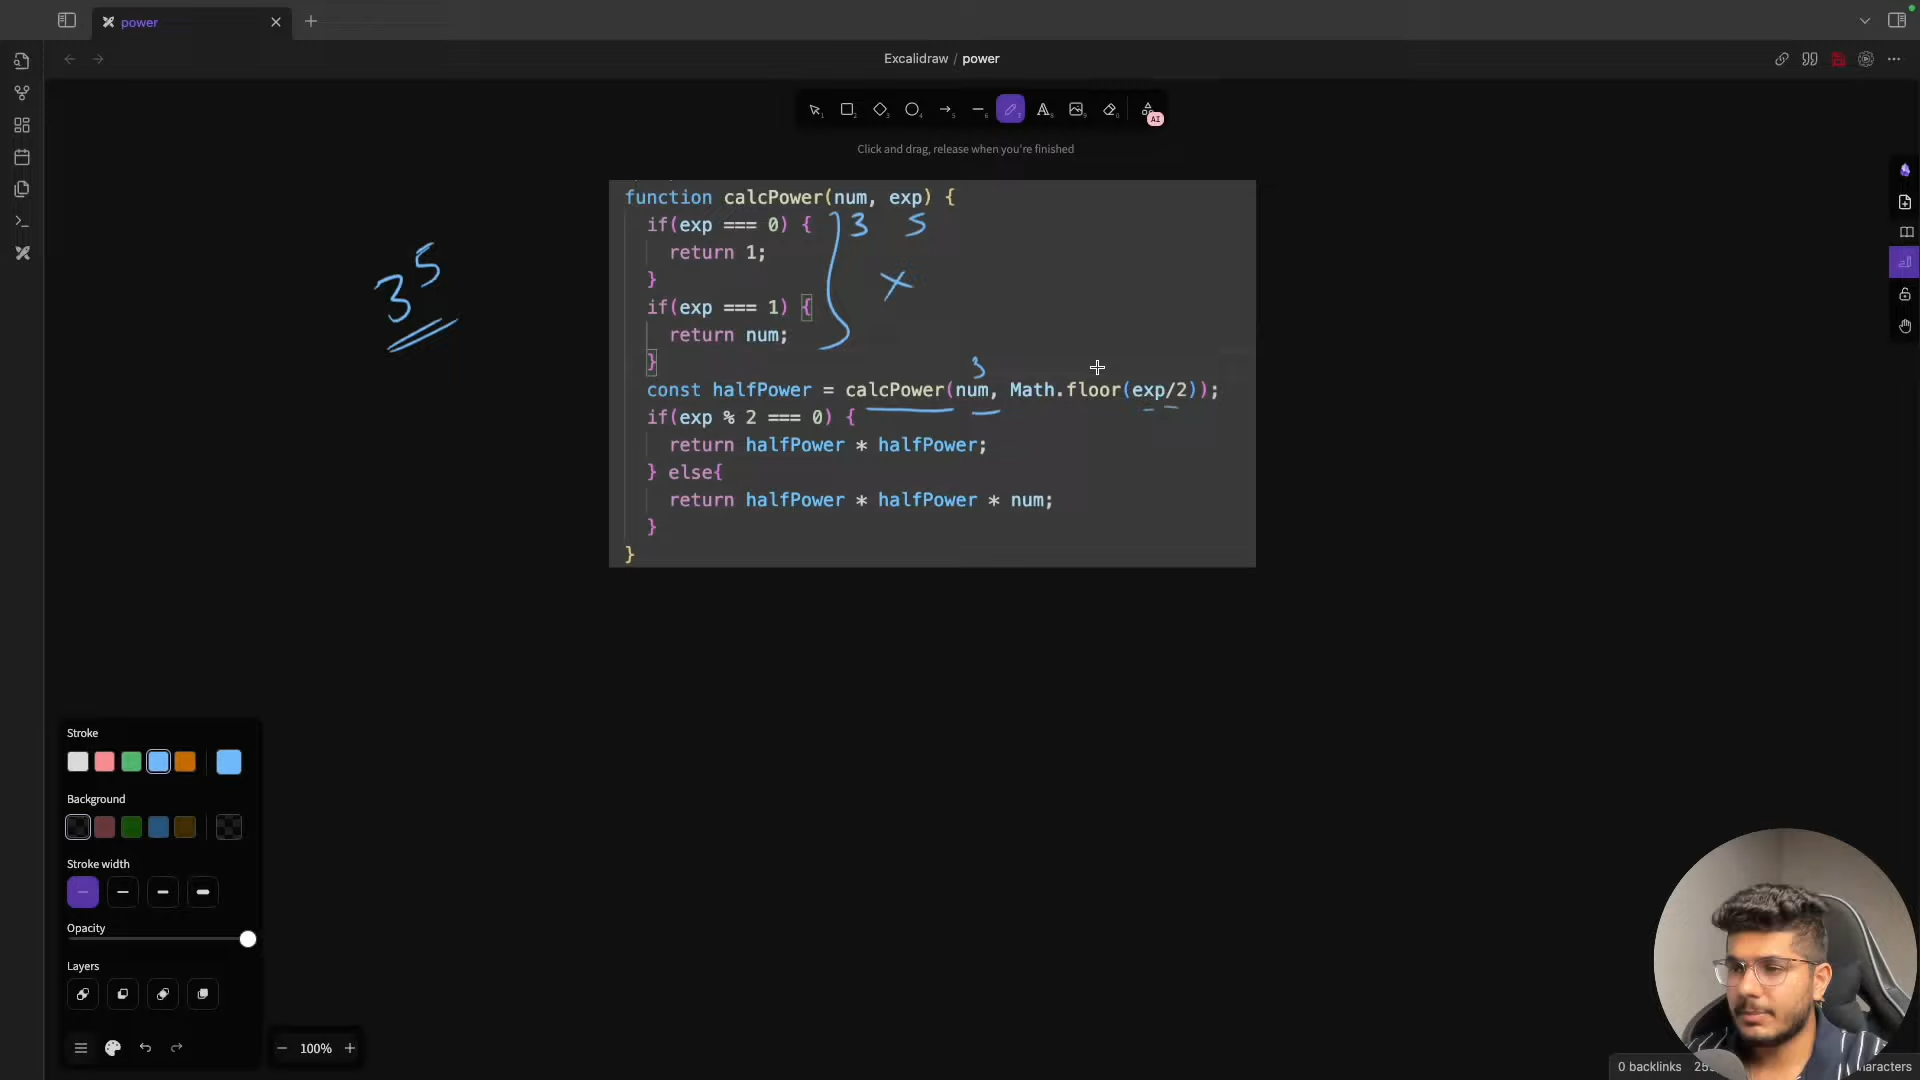 power
Excalidraw / power
Click and drag, release when you're finished
AI
function calcPower(num, exp) {
if(exp === 0) {
return 1;
}
if(exp === 1) {
return num;
}
const halfPower = calcPower(num, Math.floor(exp/2));
if(exp % 2 === 0) {
return halfPower * halfPower;
} else{
return halfPower * halfPower * num;
}
}
3 5
3 5
x
3
Stroke
Background
Stroke width
Opacity
Layers
100%
0 backlinks